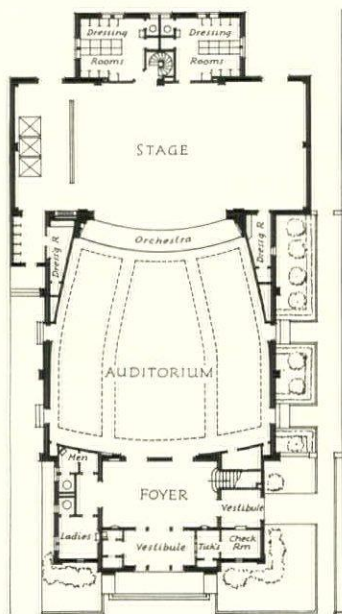 Dressing
Rooms
Dressing
Rooms
STAGE
Dress'g R
Orchestra
Dress'g R
AUDITORIUM
Men
FOYER
Vestibule
Ladies
Vestibule
Tick's
Check
Rm